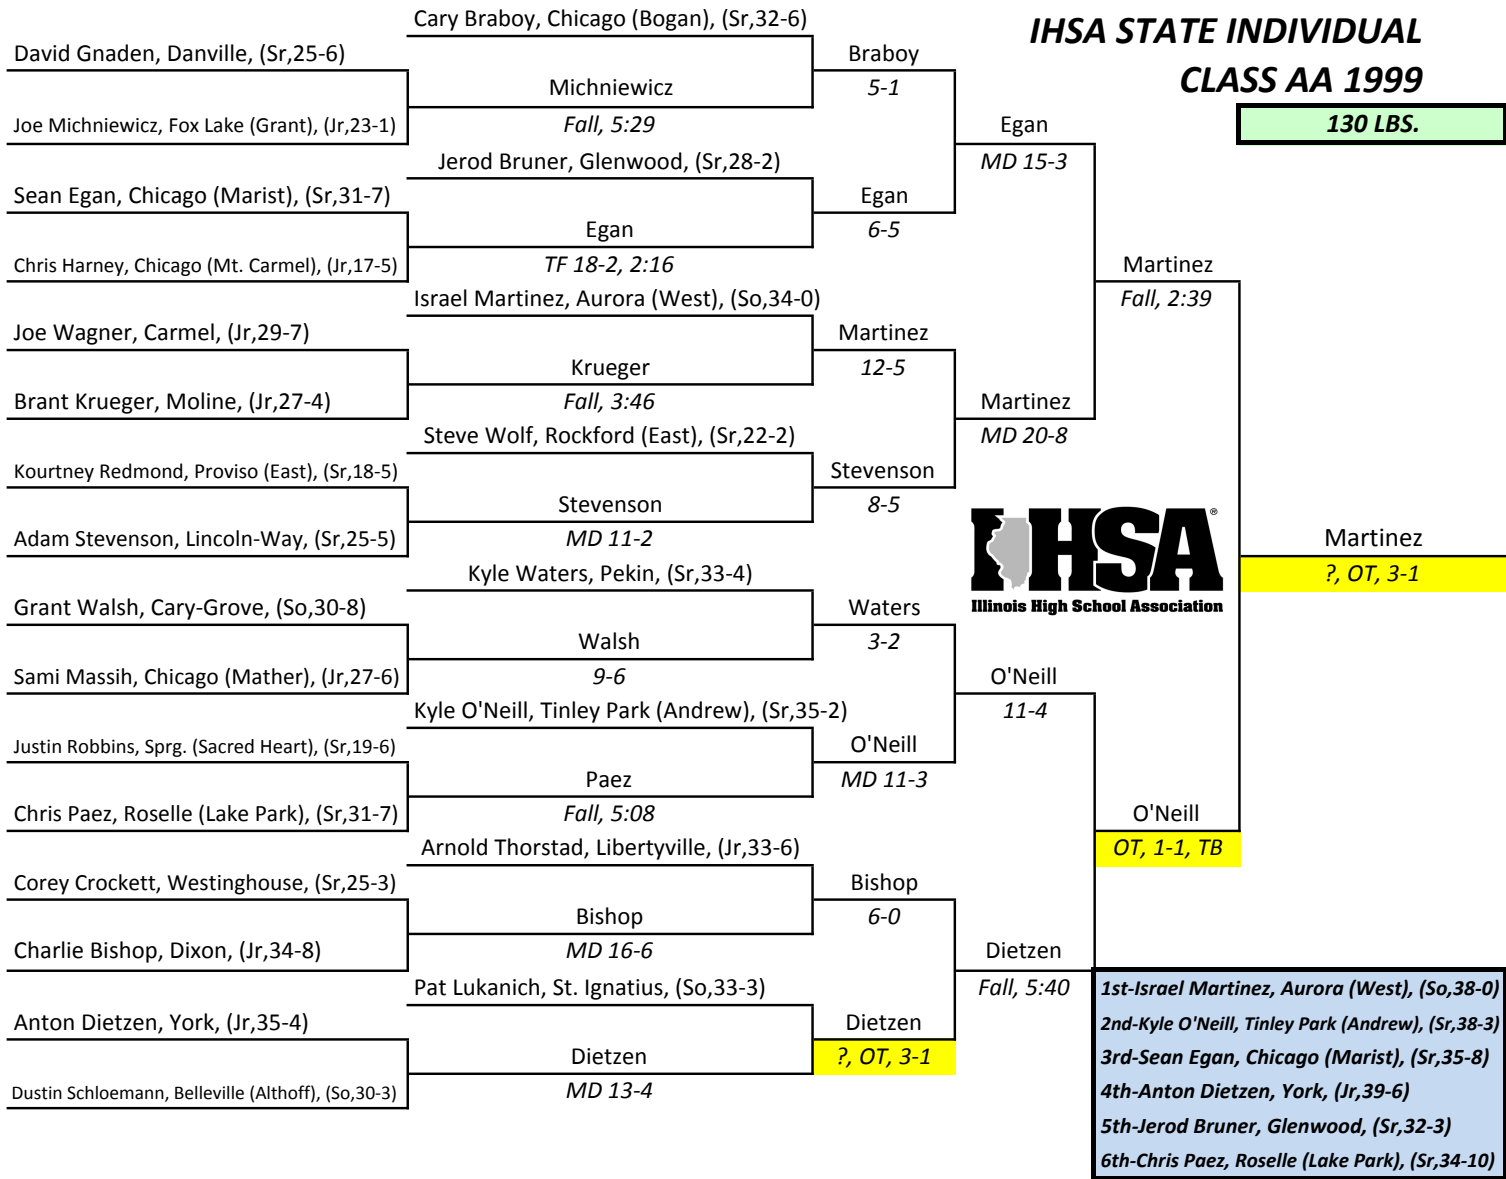 Cary Braboy, Chicago (Bogan), (Sr,32-6)
IHSA STATE INDIVIDUAL
CLASS AA 1999
130 LBS.
David Gnaden, Danville, (Sr,25-6)
Braboy
Michniewicz
5-1
Joe Michniewicz, Fox Lake (Grant), (Jr,23-1)
Fall, 5:29
Egan
Jerod Bruner, Glenwood, (Sr,28-2)
MD 15-3
Sean Egan, Chicago (Marist), (Sr,31-7)
Egan
Egan
6-5
Chris Harney, Chicago (Mt. Carmel), (Jr,17-5)
TF 18-2, 2:16
Martinez
Israel Martinez, Aurora (West), (So,34-0)
Fall, 2:39
Joe Wagner, Carmel, (Jr,29-7)
Martinez
Krueger
12-5
Brant Krueger, Moline, (Jr,27-4)
Fall, 3:46
Martinez
Steve Wolf, Rockford (East), (Sr,22-2)
MD 20-8
Kourtney Redmond, Proviso (East), (Sr,18-5)
Stevenson
Stevenson
8-5
Adam Stevenson, Lincoln-Way, (Sr,25-5)
MD 11-2
IHSA®
Illinois High School Association
Martinez
?, OT, 3-1
Kyle Waters, Pekin, (Sr,33-4)
Grant Walsh, Cary-Grove, (So,30-8)
Waters
Walsh
3-2
Sami Massih, Chicago (Mather), (Jr,27-6)
9-6
O'Neill
Kyle O'Neill, Tinley Park (Andrew), (Sr,35-2)
11-4
Justin Robbins, Sprg. (Sacred Heart), (Sr,19-6)
O'Neill
Paez
MD 11-3
Chris Paez, Roselle (Lake Park), (Sr,31-7)
Fall, 5:08
O'Neill
Arnold Thorstad, Libertyville, (Jr,33-6)
OT, 1-1, TB
Corey Crockett, Westinghouse, (Sr,25-3)
Bishop
Bishop
6-0
Charlie Bishop, Dixon, (Jr,34-8)
MD 16-6
Dietzen
Pat Lukanich, St. Ignatius, (So,33-3)
Fall, 5:40
Anton Dietzen, York, (Jr,35-4)
Dietzen
Dietzen
?, OT, 3-1
Dustin Schloemann, Belleville (Althoff), (So,30-3)
MD 13-4
1st-Israel Martinez, Aurora (West), (So,38-0)
2nd-Kyle O'Neill, Tinley Park (Andrew), (Sr,38-3)
3rd-Sean Egan, Chicago (Marist), (Sr,35-8)
4th-Anton Dietzen, York, (Jr,39-6)
5th-Jerod Bruner, Glenwood, (Sr,32-3)
6th-Chris Paez, Roselle (Lake Park), (Sr,34-10)